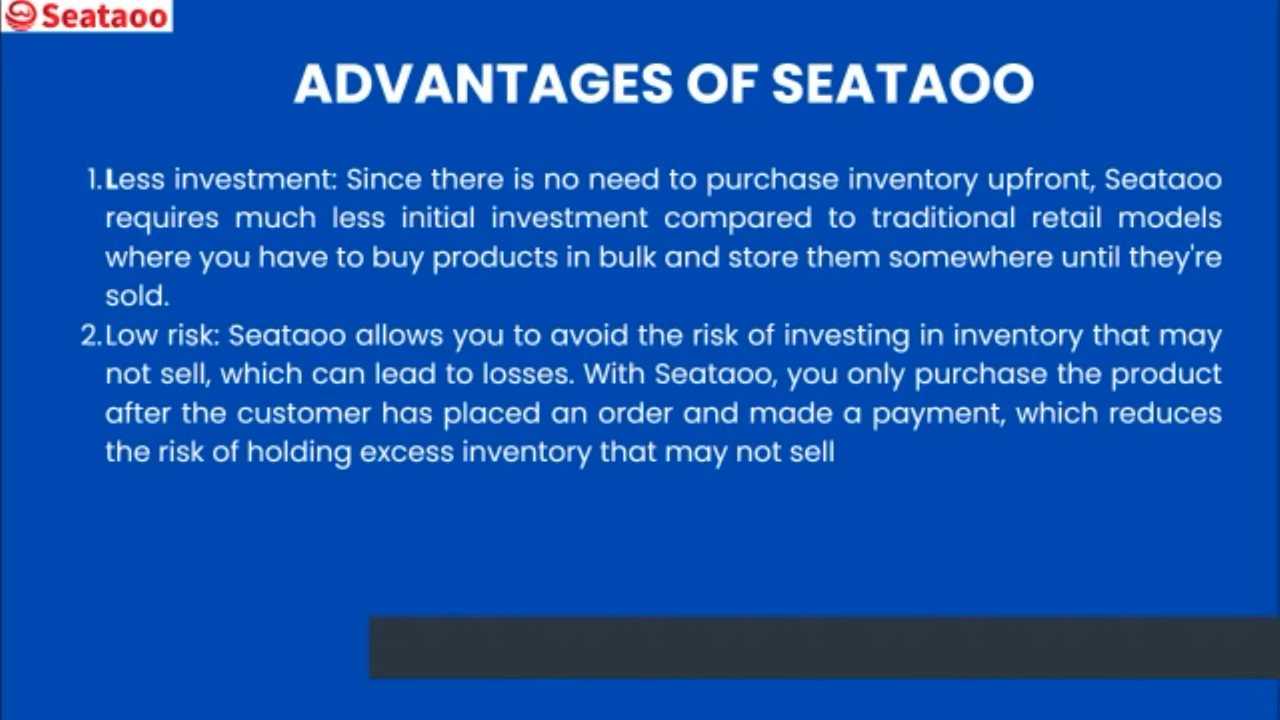 Seataoo
ADVANTAGES OF SEATAOO
1. Less investment: Since there is no need to purchase inventory upfront, Seataoo
requires much less initial investment compared to traditional retail models
where you have to buy products in bulk and store them somewhere until they're
sold.
2. Low risk: Seataoo allows you to avoid the risk of investing in inventory that may
not sell, which can lead to losses. With Seataoo, you only purchase the product
after the customer has placed an order and made a payment, which reduces
the risk of holding excess inventory that may not sell